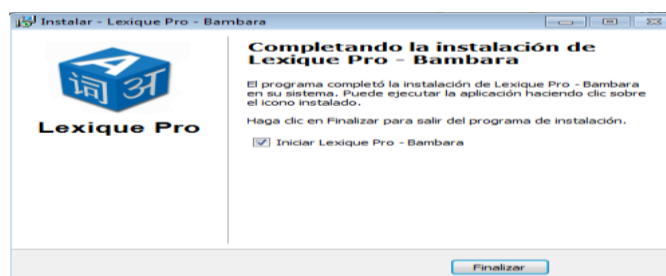 Instalar - Lexique Pro - Bambara
A
词 अ
Lexique Pro
Completando la instalación de
Lexique Pro - Bambara
El programa completó la instalación de Lexique Pro - Bambara
en su sistema. Puede ejecutar la aplicación haciendo clic sobre
el icono instalado.
Haga clic en Finalizar para salir del programa de instalación.
Iniciar Lexique Pro - Bambara
Finalizar